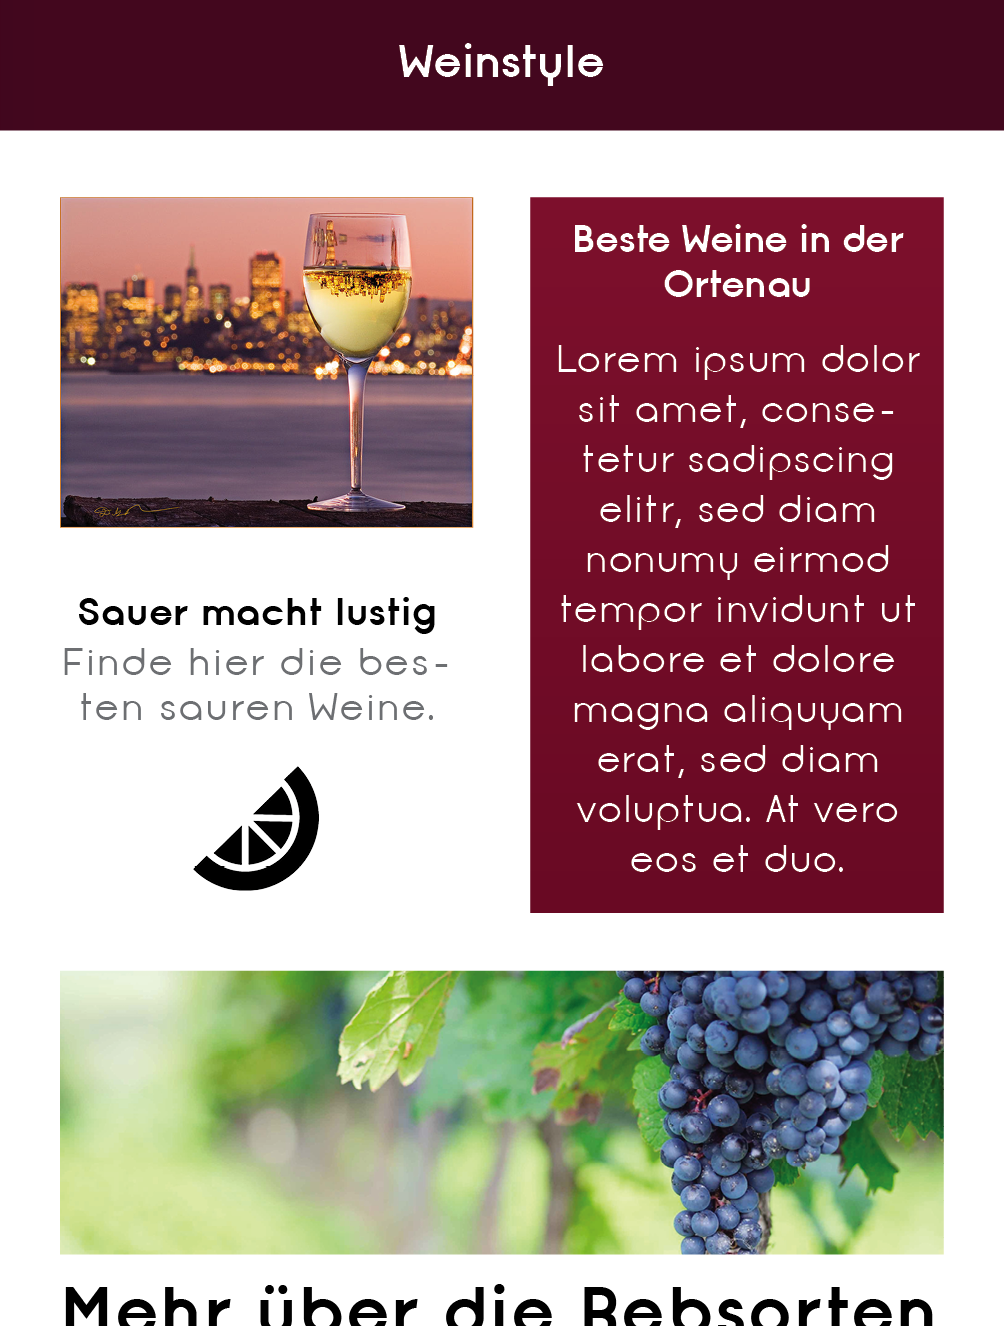 Weinstyle
Sauer macht lustig
Finde hier die bes-
ten sauren Weine.
Beste Weine in der
Ortenau
Lorem ipsum dolor
sit amet, conse-
tetur sadipscing
elitr, sed diam
nonumy eirmod
tempor invidunt ut
labore et dolore
magna aliquyam
erat, sed diam
voluptua. At vero
eos et duo.
Mehr über die Rebsorten